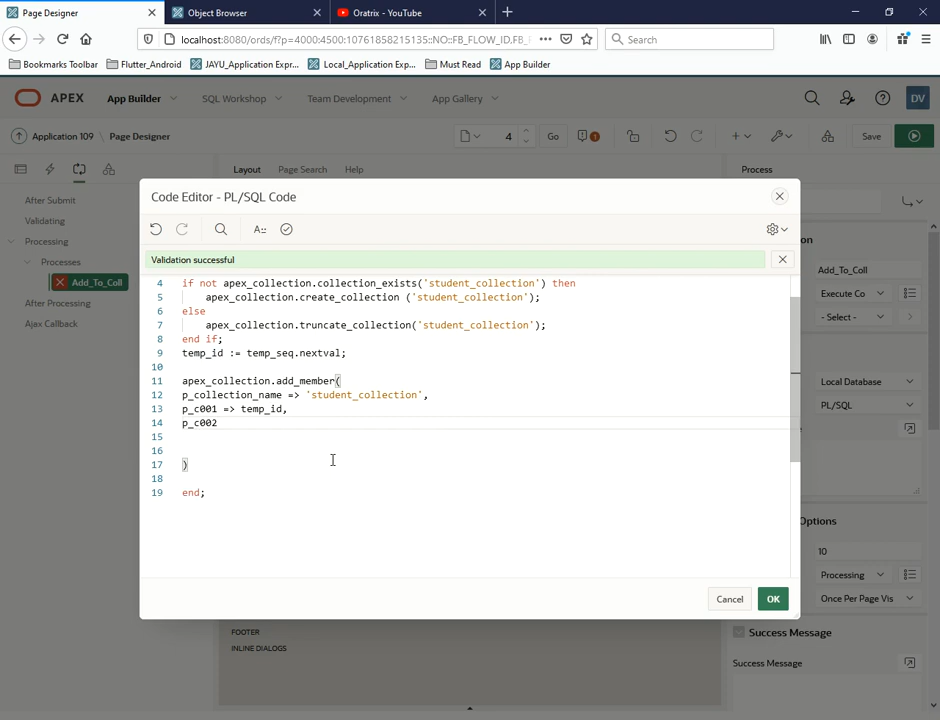 Page Designer
Object Browser
Oratrix - YouTube
localhost:8080/ords/f?p=4000:4500:10761858215135::NO::FB_FLOW_ID,FB_
Search
Bookmarks Toolbar
Flutter_Android
JAYU_Application Expr...
Local_Application Exp...
Must Read
App Builder
APEX
App Builder
SQL Workshop
Team Development
App Gallery
DV
Application 109 \ Page Designer
4
Go
1
Save
Layout
Page Search
Help
Process
After Submit
Validating
Processing
Processes
Add_To_Coll
After Processing
Ajax Callback
Code Editor - PL/SQL Code
Validation successful
4 if not apex_collection.collection_exists('student_collection') then
5 apex_collection.create_collection ('student_collection');
6 else
7 apex_collection.truncate_collection('student_collection');
8 end if;
9 temp_id := temp_seq.nextval;
10
11 apex_collection.add_member(
12 p_collection_name => 'student_collection',
13 p_c001 => temp_id,
14 p_c002
15
16
17 )
18
19 end;
Cancel
OK
on
Add_To_Coll
Execute Co
- Select -
Local Database
PL/SQL
Options
10
Processing
Once Per Page Vis
Success Message
Success Message
FOOTER
INLINE DIALOGS